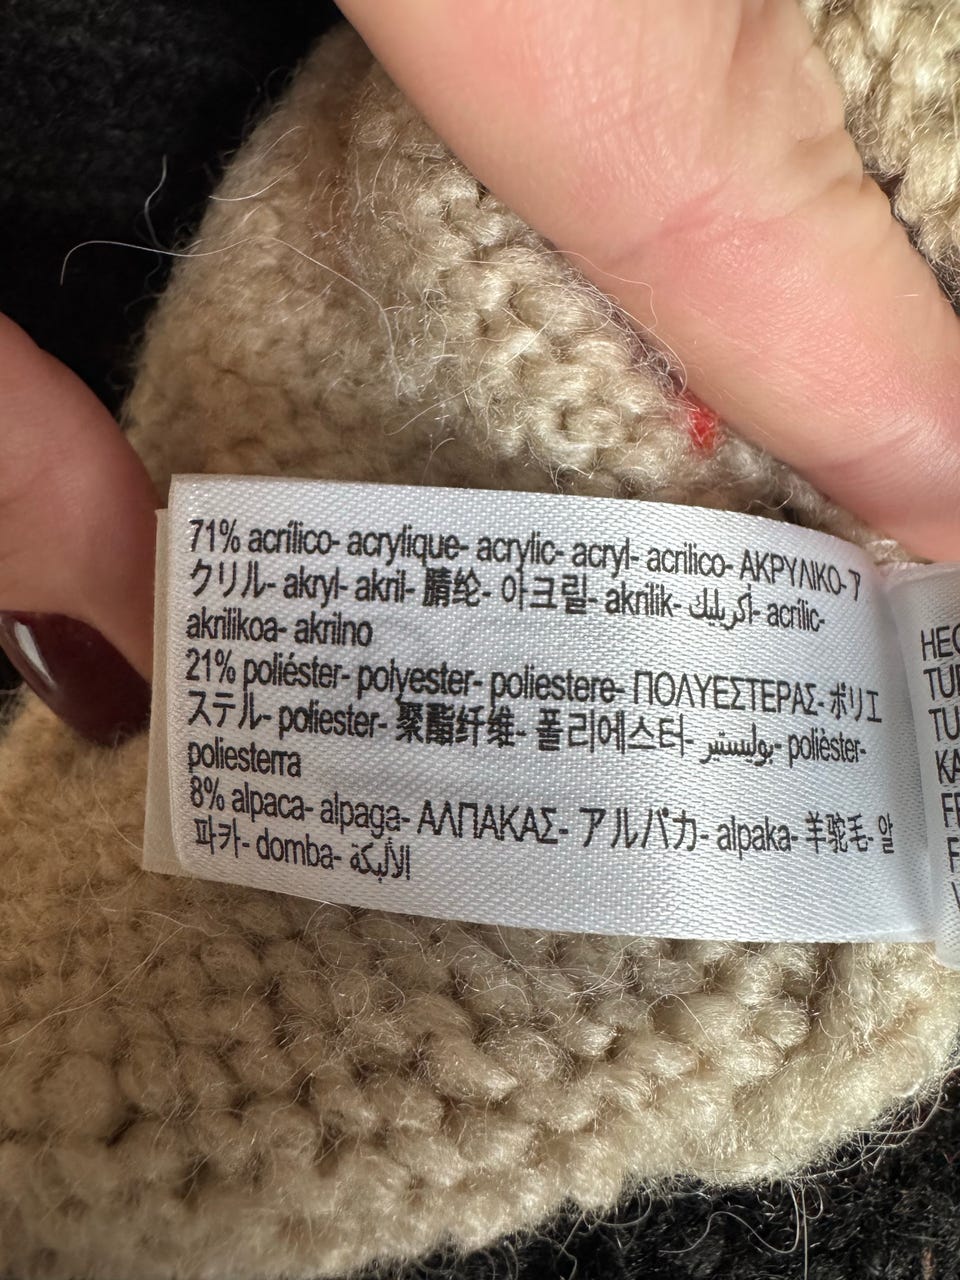 71% acrílico- acrylique- acrylic- acryl- acrilico- ΑΚΡΥΛΙΚΟ-ア
クリル- akryl- akril- 腈纶- 아크릴- akrilik- أكريليك- acrílic-
akrilikoa- akrilno
21% poliéster- polyester- poliestere- ΠΟΛΥΕΣΤΕΡΑΣ- ポリエ
ステル- poliester- 聚酯纤维- 폴리에스터- بوليستير- polièster-
poliesterra
8% alpaca- alpaga- ΑΛΠΑΚΑΣ- アルパカ- alpaka- 羊驼毛- 알
파카- domba- الألبكة